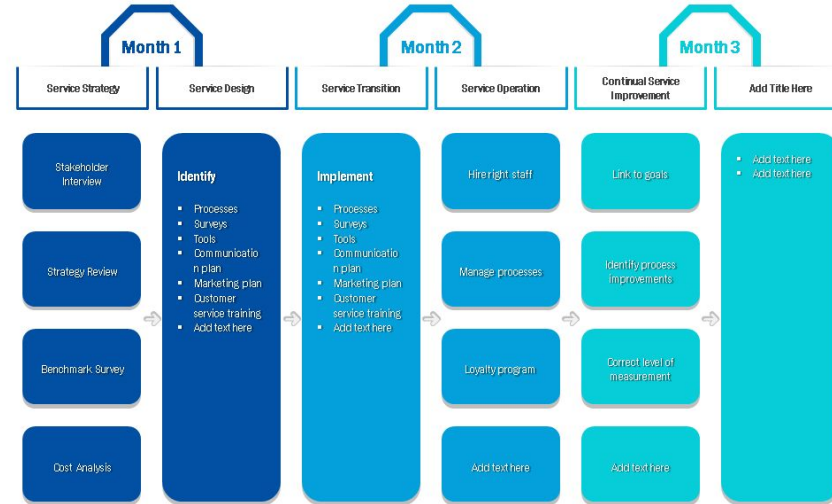 Month 1
Month 2
Month 3
Service Strategy
Service Design
Service Transition
Service Operation
Continual Service
Improvement
Add Title Here
Stakeholder
Interview
Strategy Review
Benchmark Survey
Cost Analysis
Identify
▪ Processes
▪ Surveys
▪ Tools
▪ Communicatio
n plan
▪ Marketing plan
▪ Customer
service training
▪ Add text here
Implement
▪ Processes
▪ Surveys
▪ Tools
▪ Communicatio
n plan
▪ Marketing plan
▪ Customer
service training
▪ Add text here
Hire right staff
Manage processes
Loyalty program
Add text here
Link to goals
Identify process
improvements
Correct level of
measurement
Add text here
▪ Add text here
▪ Add text here